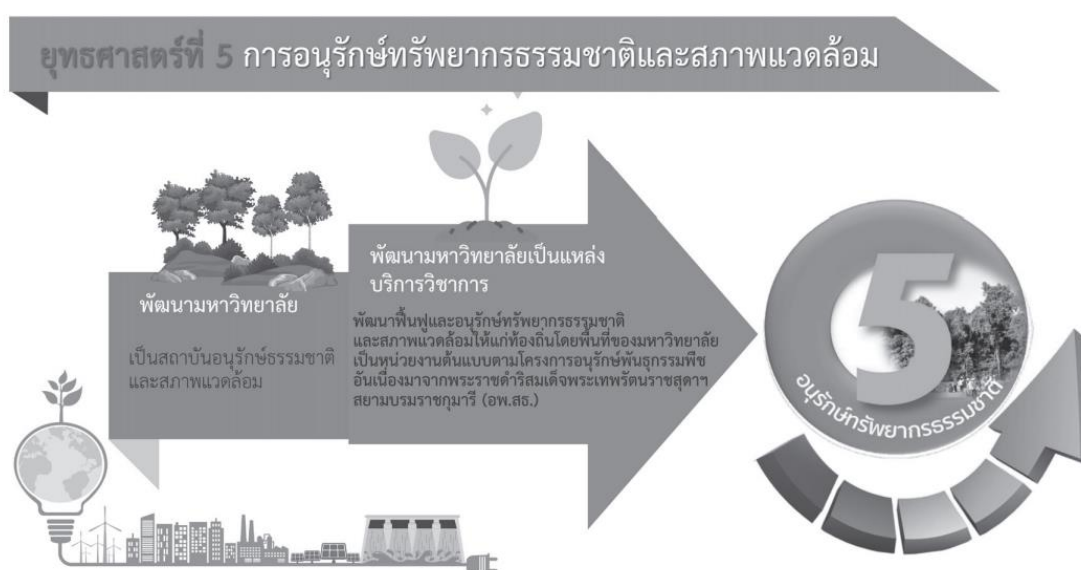 ยุทธศาสตร์ที่ 5 การอนุรักษ์ทรัพยากรธรรมชาติและสภาพแวดล้อม
พัฒนามหาวิทยาลัย
เป็นสถาบันอนุรักษ์ธรรมชาติ
และสภาพแวดล้อม
พัฒนามหาวิทยาลัยเป็นแหล่ง
บริการวิชาการ
พัฒนาฟื้นฟูและอนุรักษ์ทรัพยากรธรรมชาติ
และสภาพแวดล้อมให้แก่ท้องถิ่นโดยพื้นที่ของมหาวิทยาลัย
เป็นหน่วยงานต้นแบบตามโครงการอนุรักษ์พันธุกรรมพืช
อันเนื่องมาจากพระราชดำริสมเด็จพระเทพรัตนราชสุดาฯ
สยามบรมราชกุมารี (อพ.สธ.)
5
อนุรักษ์ทรัพยากรธรรมชาติ